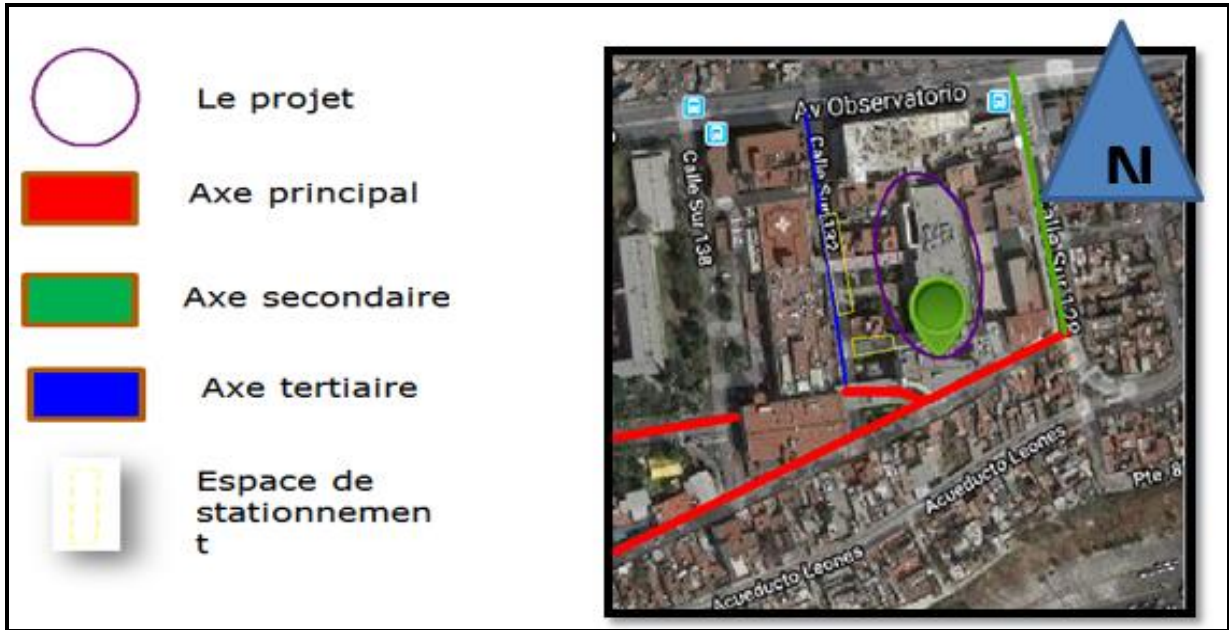 Le projet
Axe principal
Axe secondaire
Axe tertiaire
Espace de
stationnemen
t
Av Observatorio
N
Calle Sur 138
Calle Sur 132
alle Sur 128
Acueducto Leones
Pte. 8
Acueducto Leones